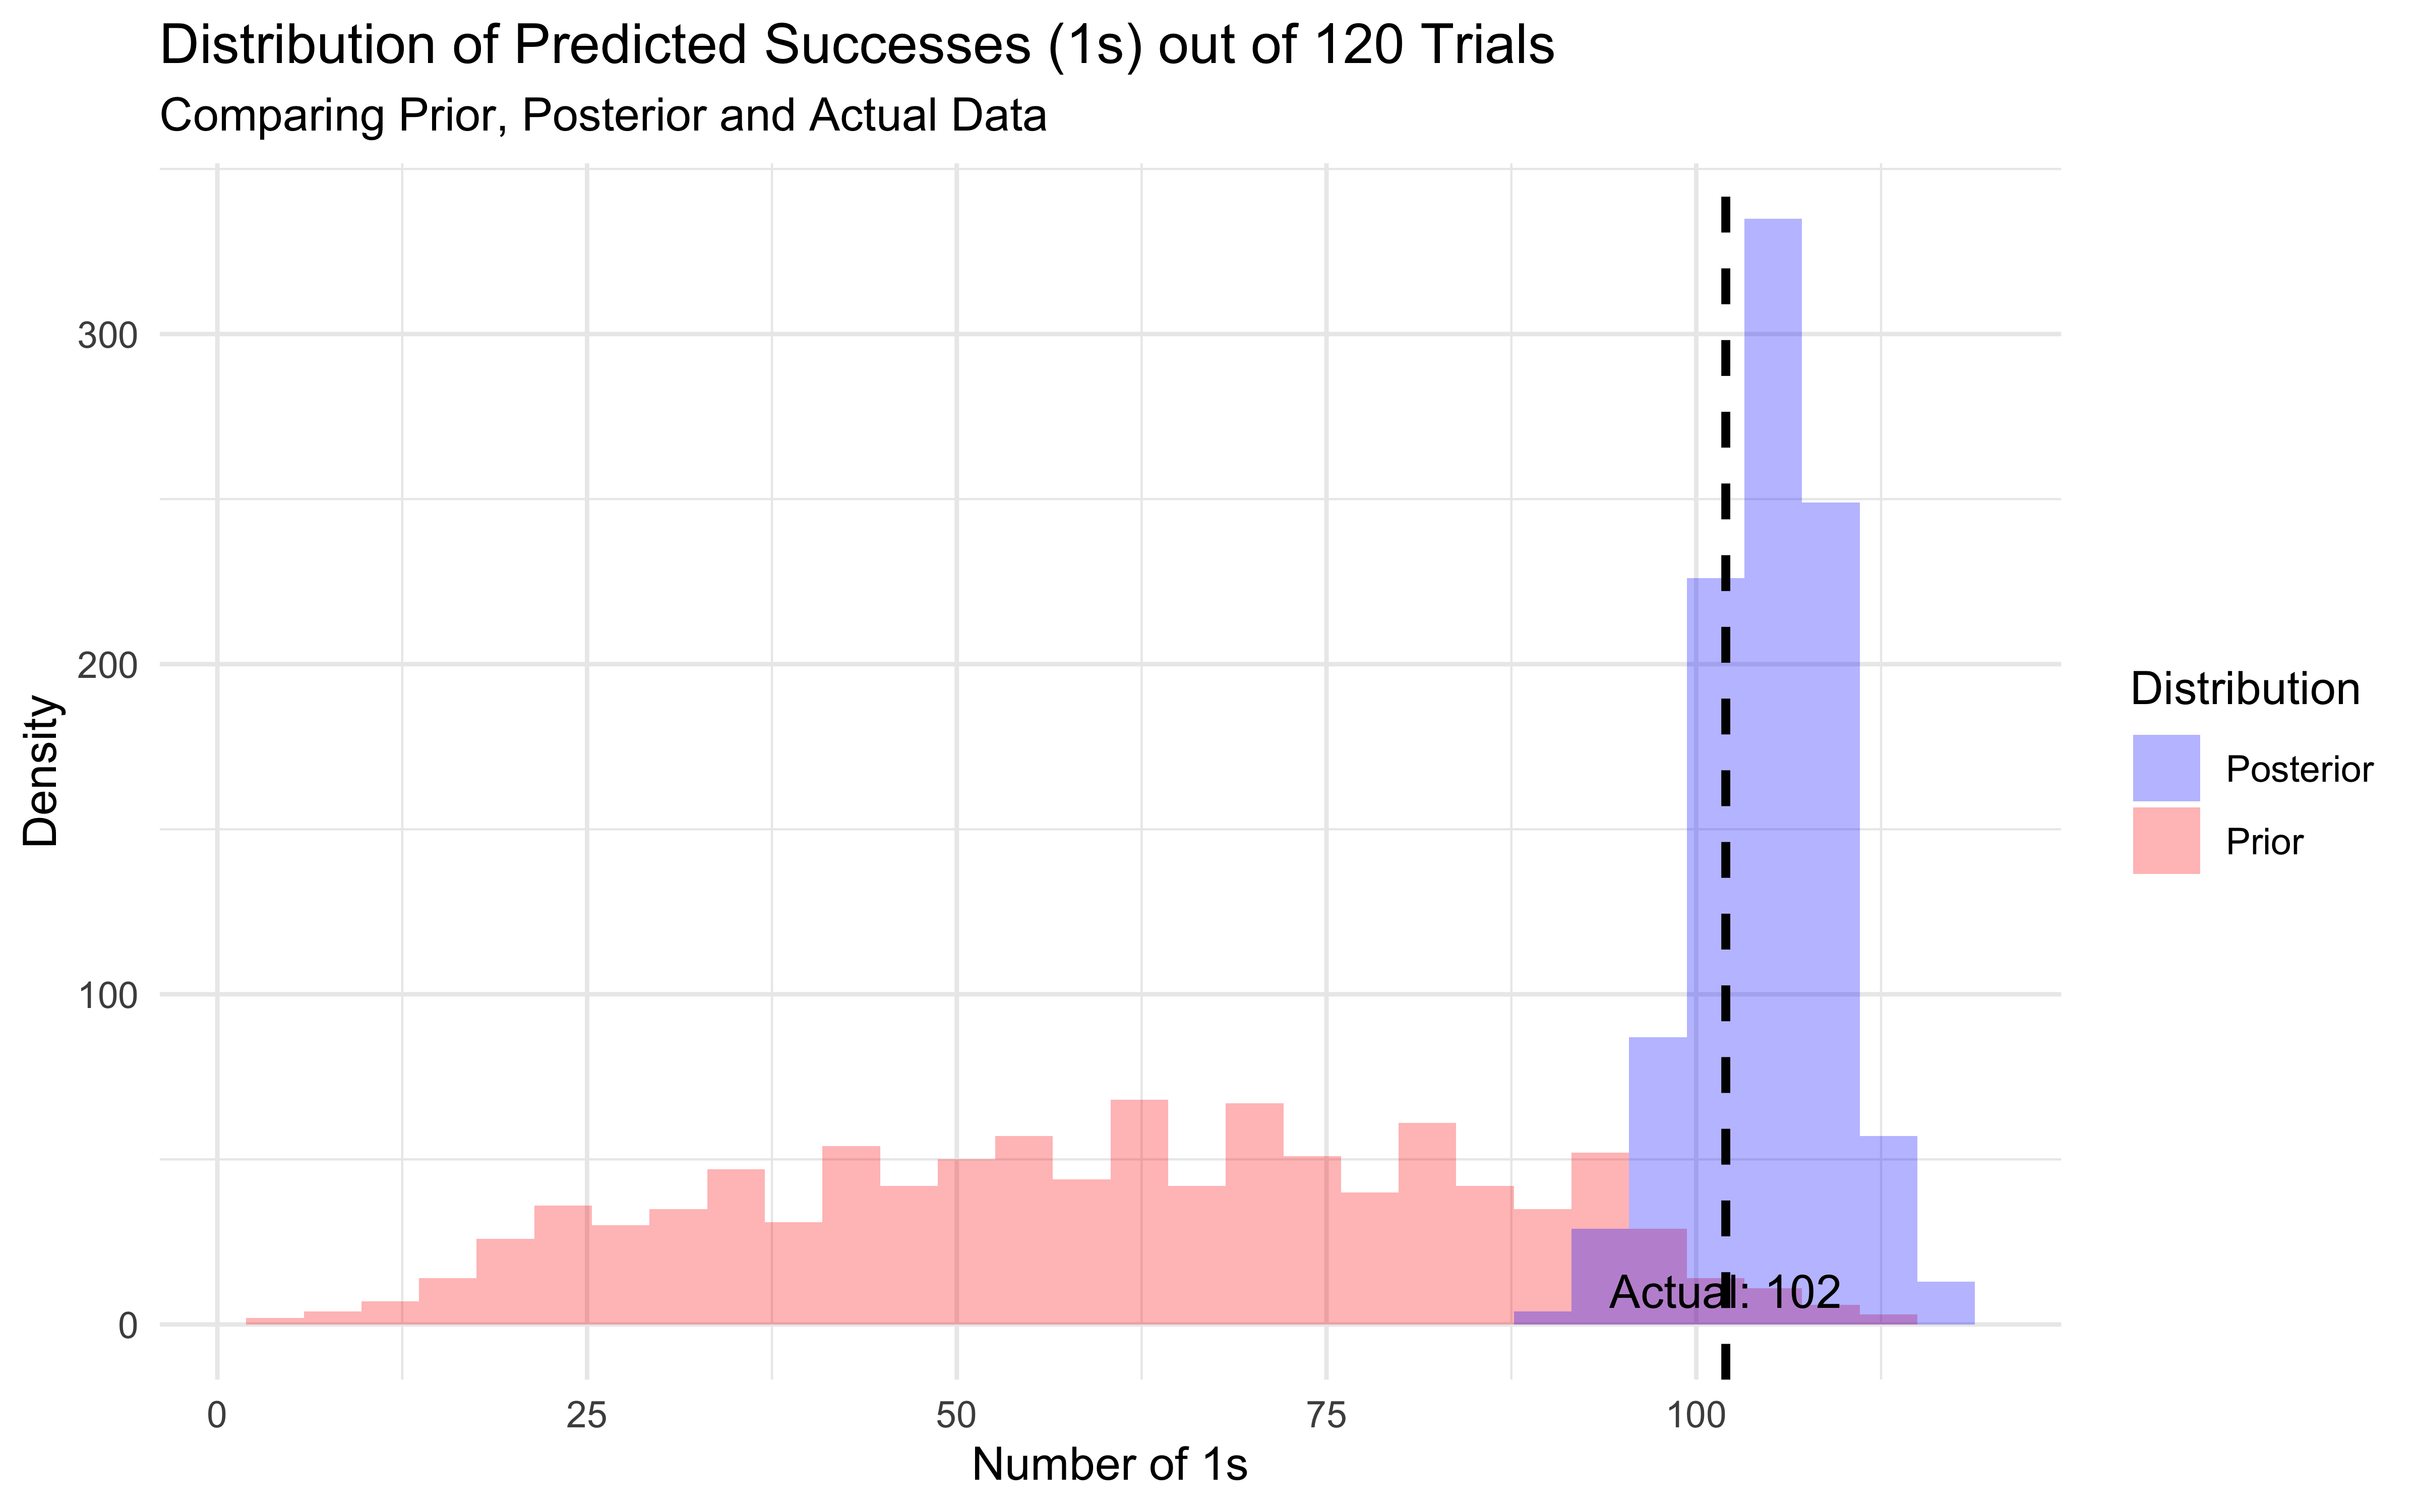 Distribution of Predicted Successes (1s) out of 120 Trials
Comparing Prior, Posterior and Actual Data
Density
300
200
100
0
Actual: 102
0 25 50 75 100
Number of 1s
Distribution
Posterior
Prior